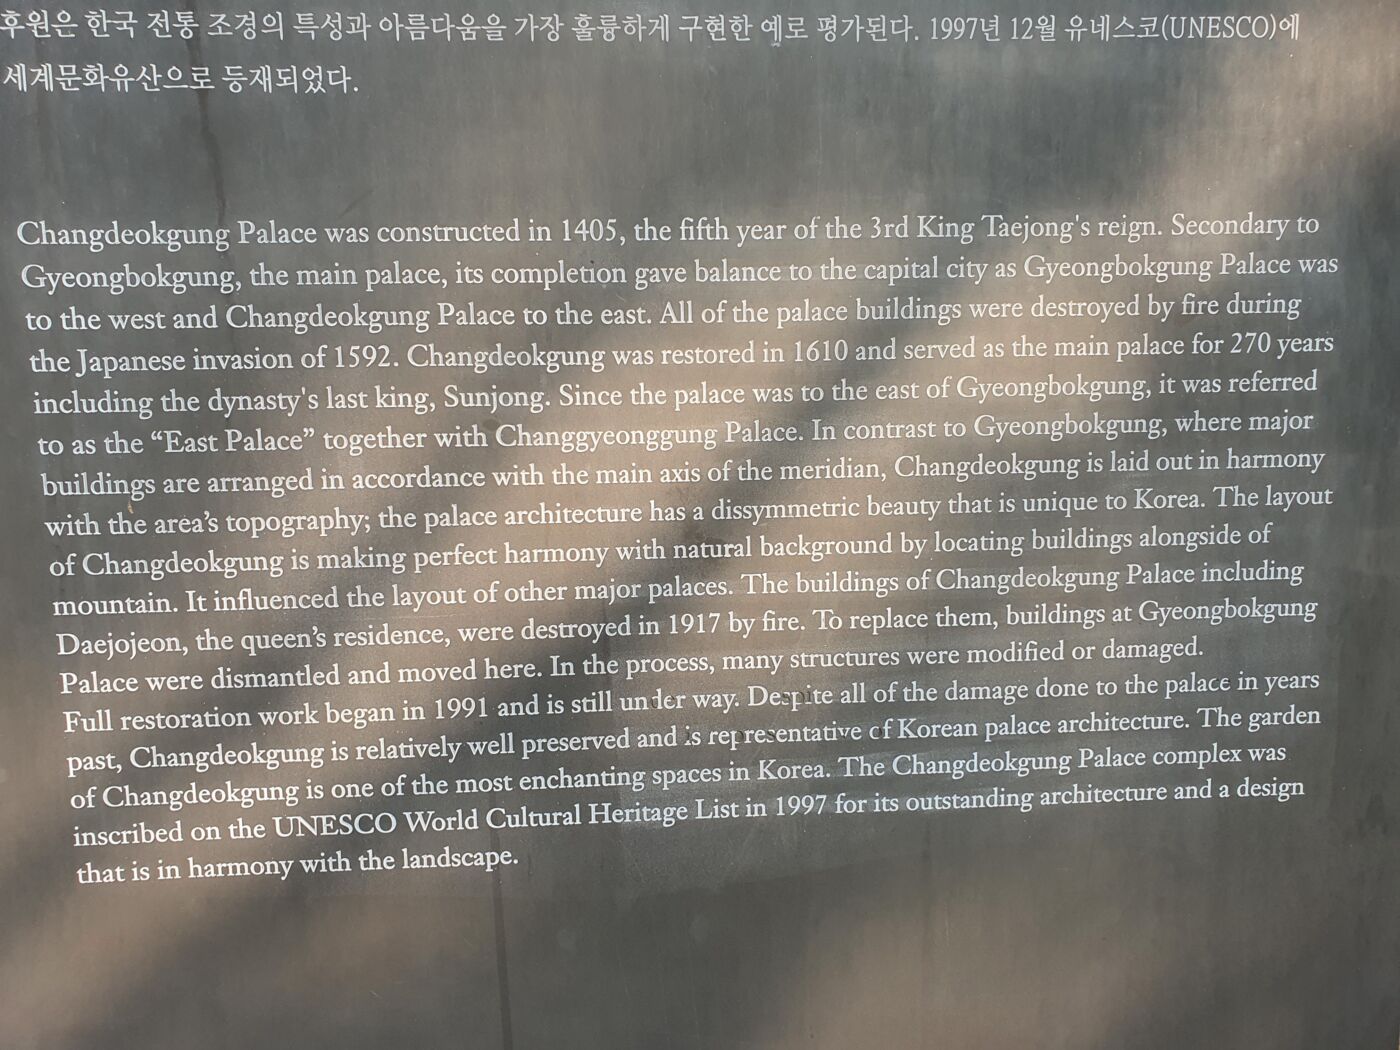 후원은 한국 전통 조경의 특성과 아름다움을 가장 훌륭하게 구현한 예로 평가된다. 1997년 12월 유네스코(UNESCO)에
세계문화유산으로 등재되었다.
Changdeokgung Palace was constructed in 1405, the fifth year of the 3rd King Taejong's reign. Secondary to
Gyeongbokgung, the main palace, its completion gave balance to the capital city as Gyeongbokgung Palace was
to the west and Changdeokgung Palace to the east. All of the palace buildings were destroyed by fire during
the Japanese invasion of 1592. Changdeokgung was restored in 1610 and served as the main palace for 270 years
including the dynasty's last king, Sunjong. Since the palace was to the east of Gyeongbokgung, it was referred
to as the “East Palace” together with Changgyeonggung Palace. In contrast to Gyeongbokgung, where major
buildings are arranged in accordance with the main axis of the meridian, Changdeokgung is laid out in harmony
with the area’s topography; the palace architecture has a dissymmetric beauty that is unique to Korea. The layout
of Changdeokgung is making perfect harmony with natural background by locating buildings alongside of
mountain. It influenced the layout of other major palaces. The buildings of Changdeokgung Palace including
Daejojeon, the queen’s residence, were destroyed in 1917 by fire. To replace them, buildings at Gyeongbokgung
Palace were dismantled and moved here. In the process, many structures were modified or damaged.
Full restoration work began in 1991 and is still under way. Despite all of the damage done to the palace in years
past, Changdeokgung is relatively well preserved and is representative of Korean palace architecture. The garden
of Changdeokgung is one of the most enchanting spaces in Korea. The Changdeokgung Palace complex was
inscribed on the UNESCO World Cultural Heritage List in 1997 for its outstanding architecture and a design
that is in harmony with the landscape.